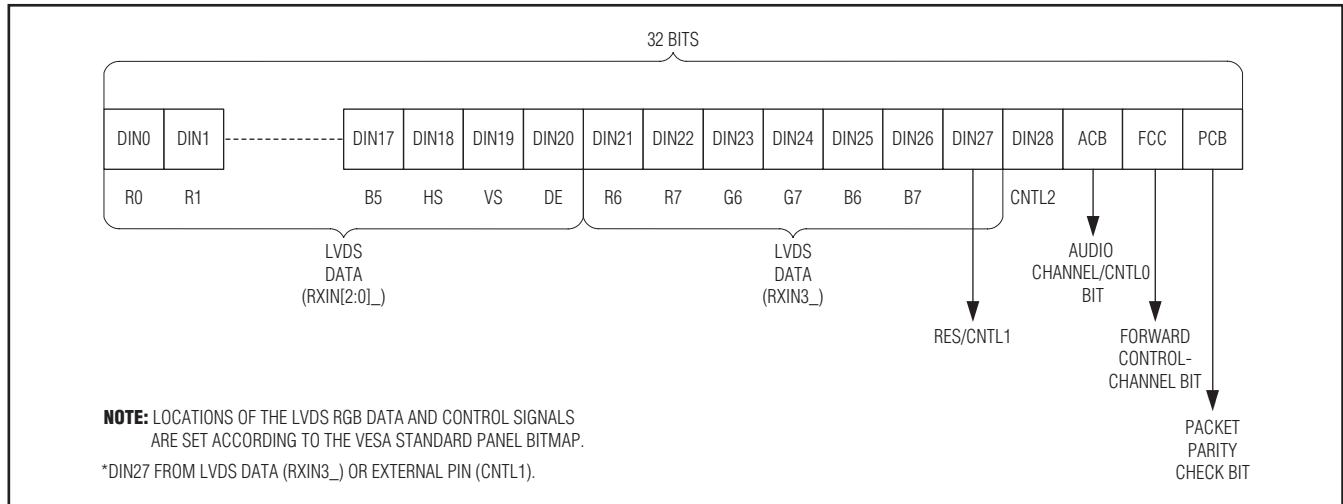 32 BITS
DIN0 DIN1 DIN17 DIN18 DIN19 DIN20 DIN21 DIN22 DIN23 DIN24 DIN25 DIN26 DIN27 DIN28 ACB FCC PCB
R0 R1 B5 HS VS DE R6 R7 G6 G7 B6 B7 CNTL2
LVDS
DATA
(RXIN[2:0]_)
LVDS
DATA
(RXIN3_)
AUDIO
CHANNEL/CNTL0
BIT
RES/CNTL1
FORWARD
CONTROL-
CHANNEL BIT
PACKET
PARITY
CHECK BIT
NOTE: LOCATIONS OF THE LVDS RGB DATA AND CONTROL SIGNALS
ARE SET ACCORDING TO THE VESA STANDARD PANEL BITMAP.
*DIN27 FROM LVDS DATA (RXIN3_) OR EXTERNAL PIN (CNTL1).